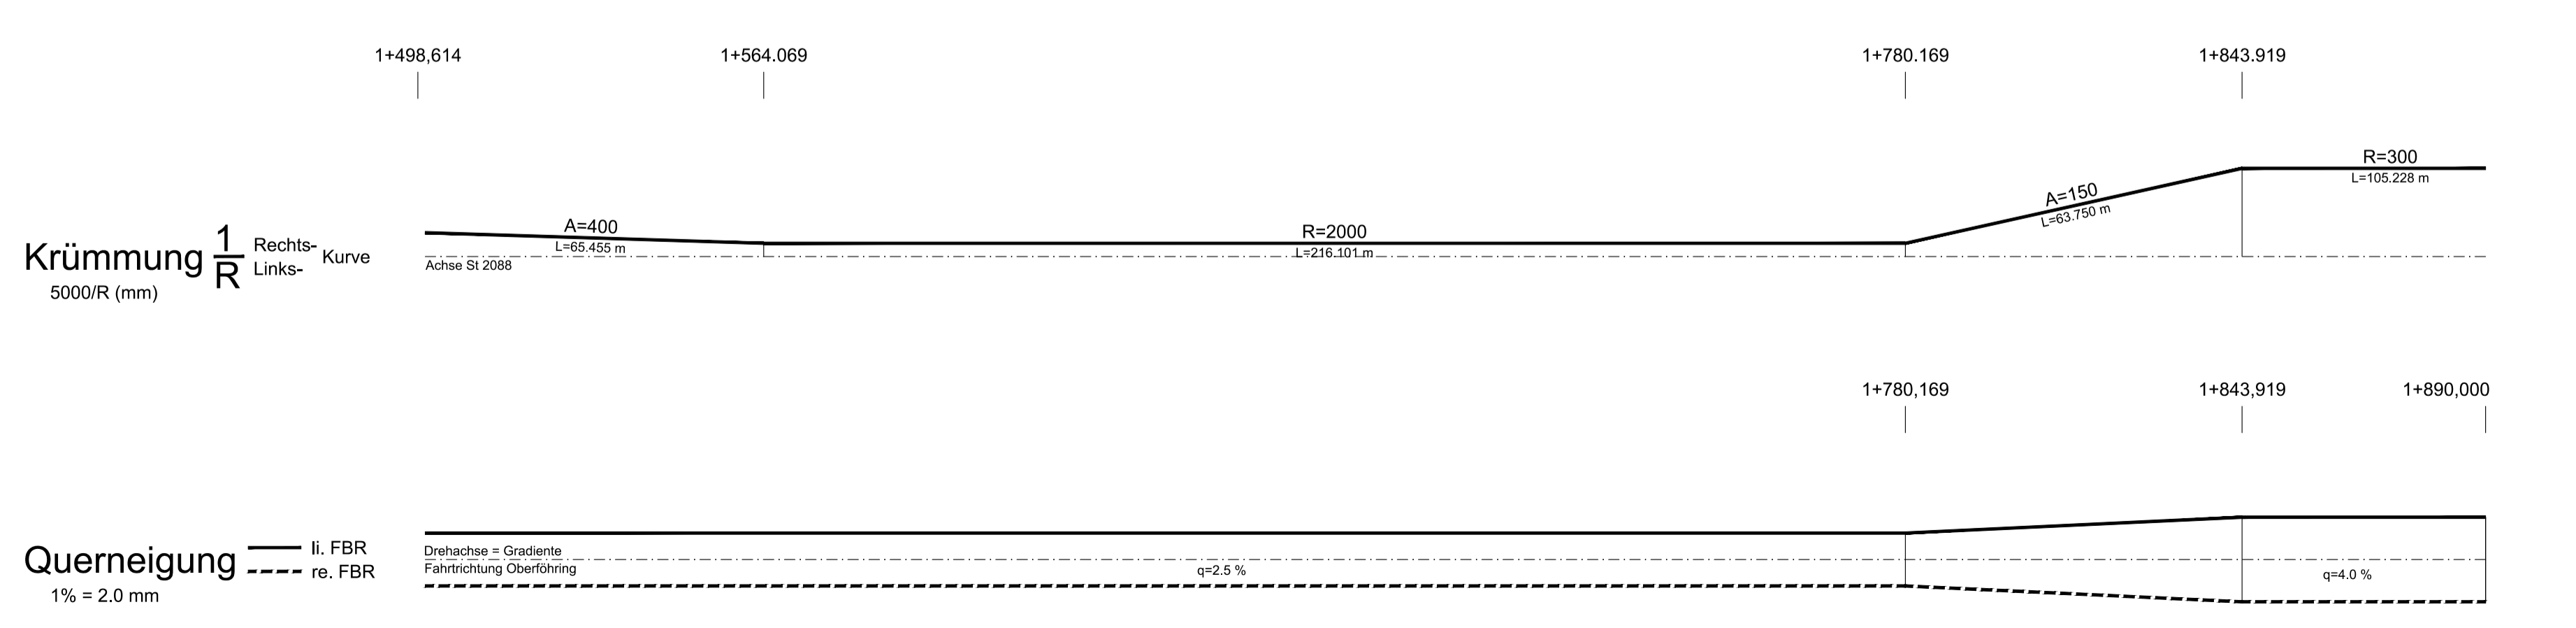 1+498,614 1+564.069 1+780.169 1+843.919
R=300
L=105.228 m
A=150
L=63.750 m
A=400
L=65.455 m
R=2000
L=216.101 m
Krümmung 1/R Rechts- Links- Kurve
5000/R (mm)
Achse St 2088
1+780,169 1+843,919 1+890,000
Querneigung
li. FBR
re. FBR
1% = 2.0 mm
Drehachse = Gradiente
Fahrtrichtung Oberföhring
q=2.5 %
q=4.0 %